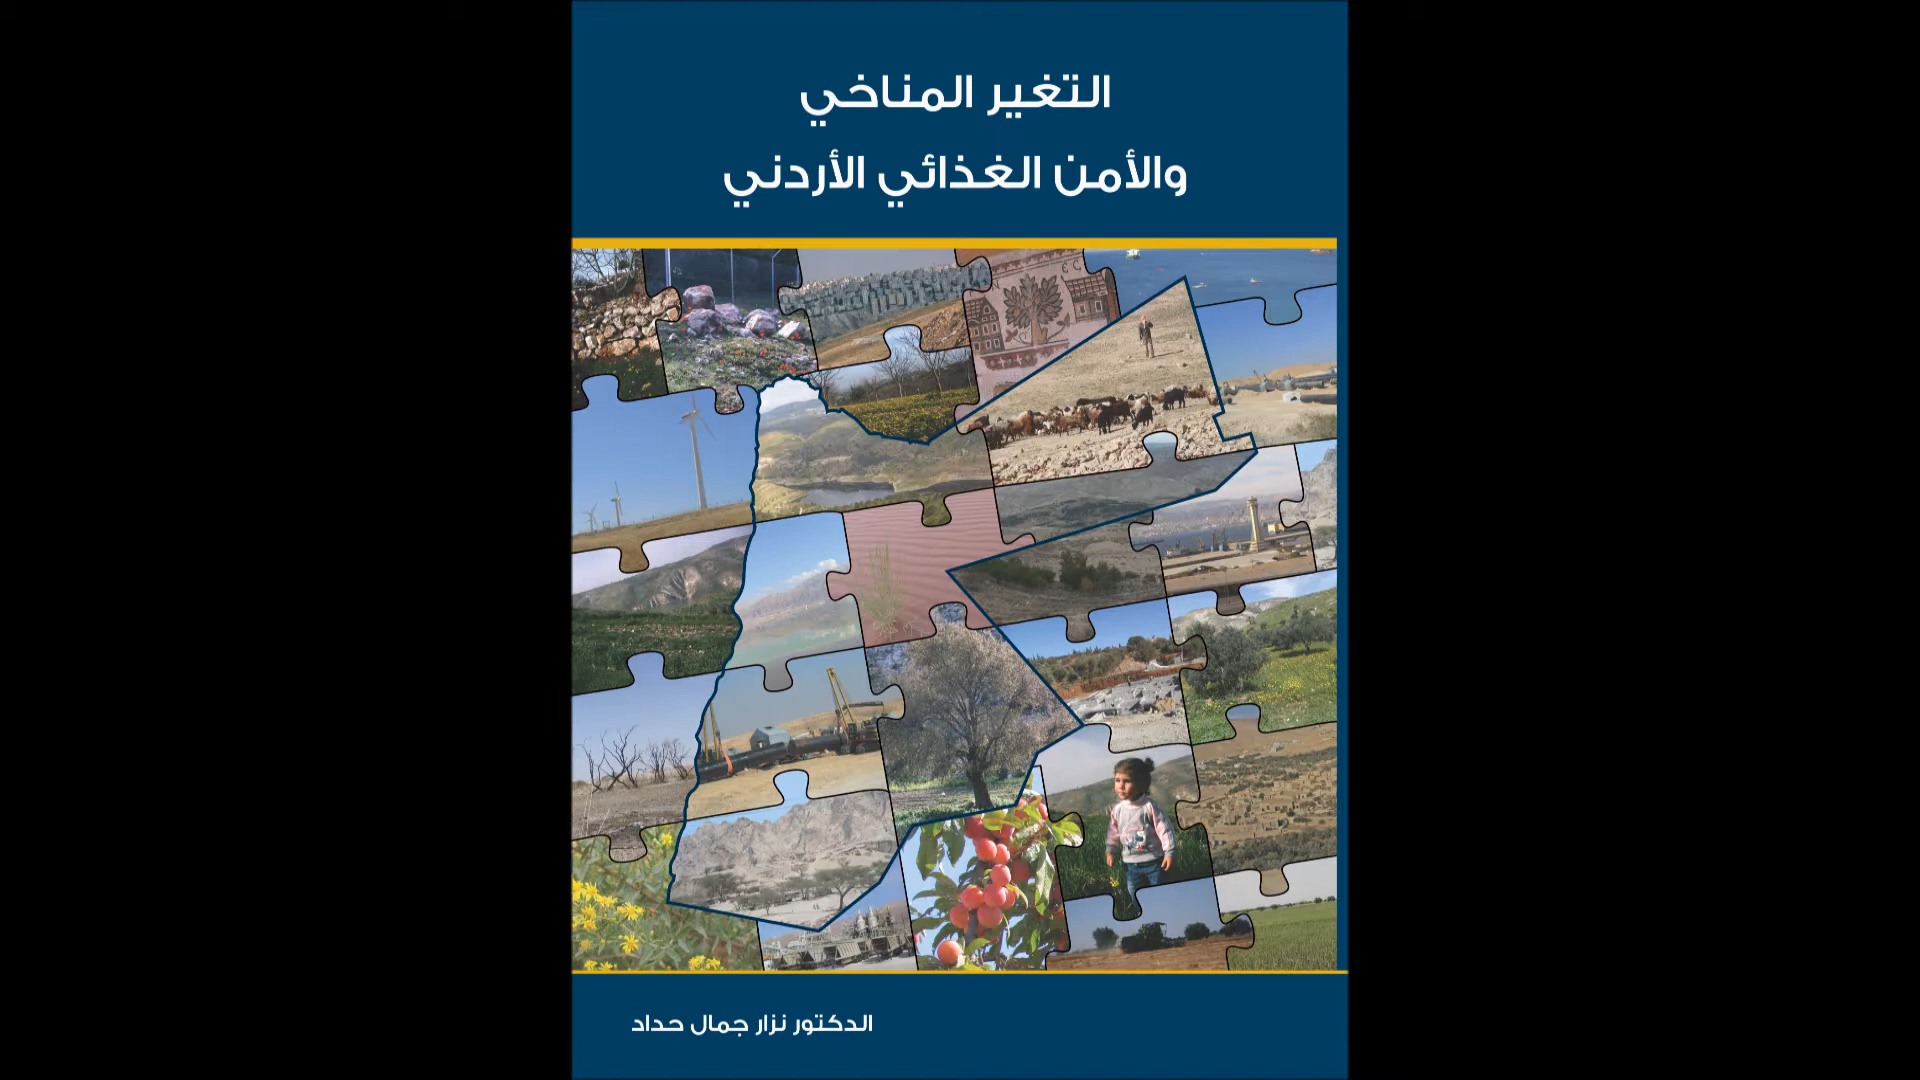 التغير المناخي
والأمن الغذائي الأردني
الدكتور نزار جمال حداد